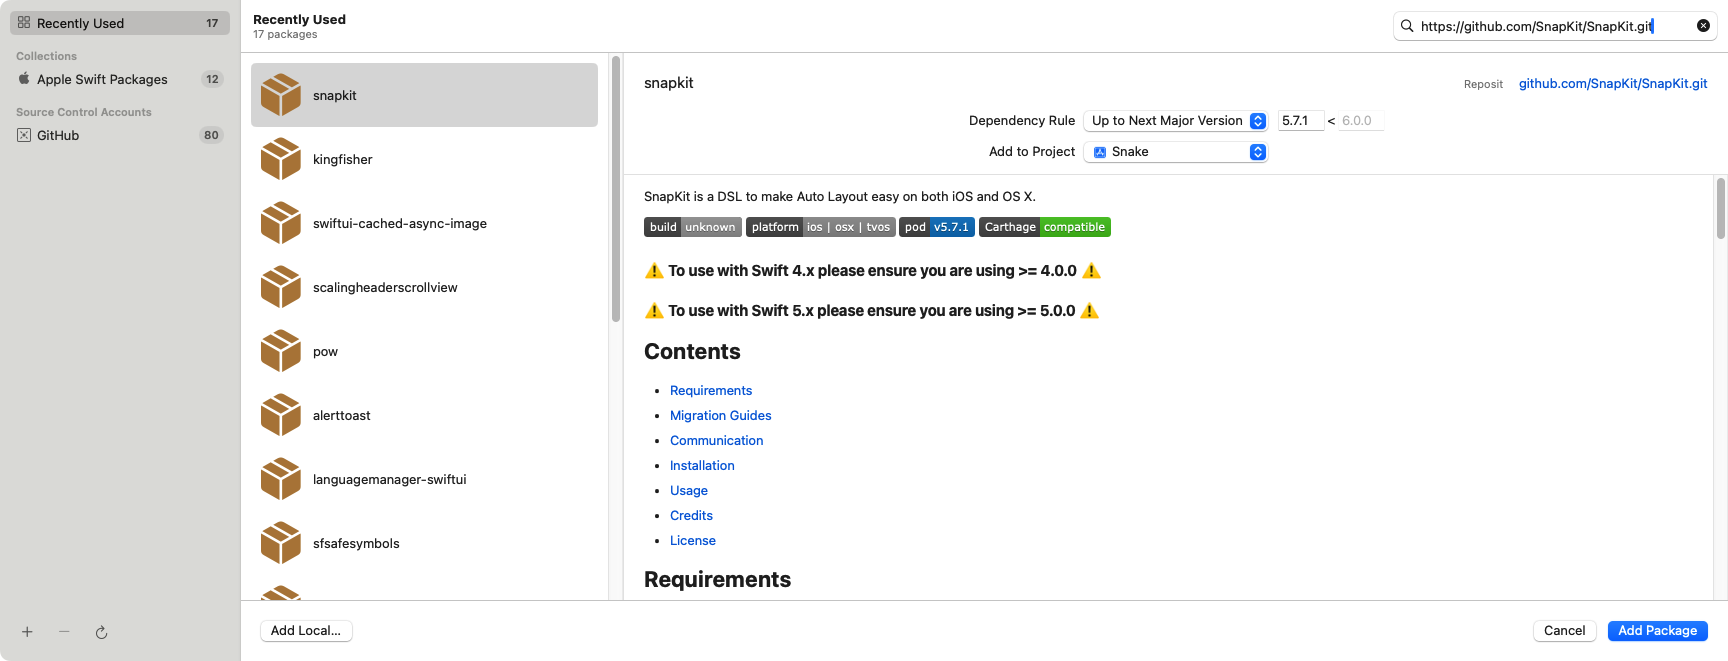 Recently Used 17
Collections
Apple Swift Packages 12
Source Control Accounts
GitHub 80
Recently Used
17 packages
https://github.com/SnapKit/SnapKit.git
snapkit
kingfisher
swiftui-cached-async-image
scalingheaderscrollview
pow
alerttoast
languagemanager-swiftui
sfsafesymbols
snapkit
Reposit github.com/SnapKit/SnapKit.git
Dependency Rule Up to Next Major Version 5.7.1 < 6.0.0
Add to Project Snake
SnapKit is a DSL to make Auto Layout easy on both iOS and OS X.
build unknown platform ios | osx | tvos pod v5.7.1 Carthage compatible
⚠️ To use with Swift 4.x please ensure you are using >= 4.0.0 ⚠️
⚠️ To use with Swift 5.x please ensure you are using >= 5.0.0 ⚠️
Contents
• Requirements
• Migration Guides
• Communication
• Installation
• Usage
• Credits
• License
Requirements
Add Local...
Cancel Add Package